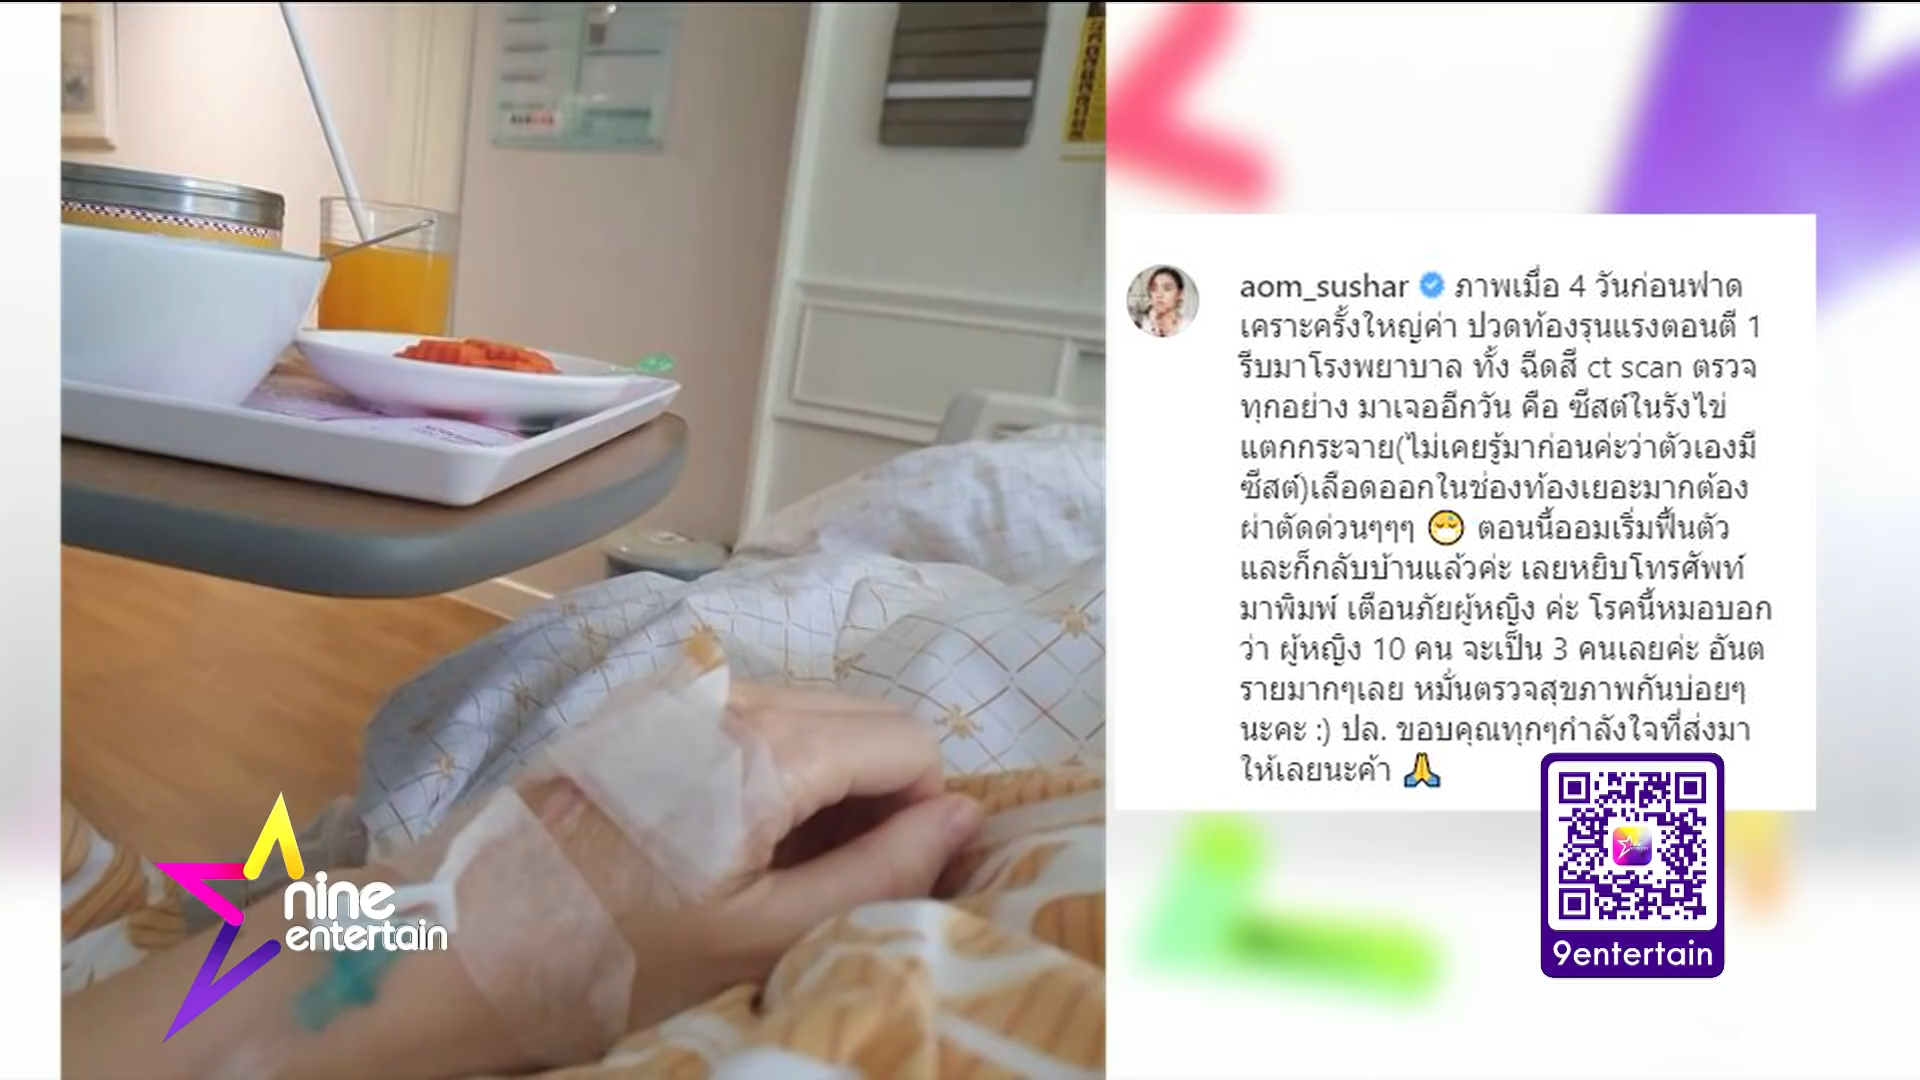 aom_sushar ภาพเมื่อ 4 วันก่อนฟาด
เคราะครั้งใหญ่ค่า ปวดท้องรุนแรงตอนตี 1
รีบมาโรงพยาบาล ทั้ง ฉีดสี ct scan ตรวจ
ทุกอย่าง มาเจออีกวัน คือ ซีสต์ในรังไข่
แตกกระจาย(ไม่เคยรู้มาก่อนค่ะว่าตัวเองมี
ซีสต์)เลือดออกในช่องท้องเยอะมากต้อง
ผ่าตัดด่วนๆๆๆ 😷 ตอนนี้ออมเริ่มฟื้นตัว
และก็กลับบ้านแล้วค่ะ เลยหยิบโทรศัพท์
มาพิมพ์ เตือนภัยผู้หญิง ค่ะ โรคนี้หมอบอก
ว่า ผู้หญิง 10 คน จะเป็น 3 คนเลยค่ะ อันต
รายมากๆเลย หมั่นตรวจสุขภาพกันบ่อยๆ
นะคะ :) ปล. ขอบคุณทุกๆกำลังใจที่ส่งมา
ให้เลยนะค้า 🙏
nine
entertain
9entertain